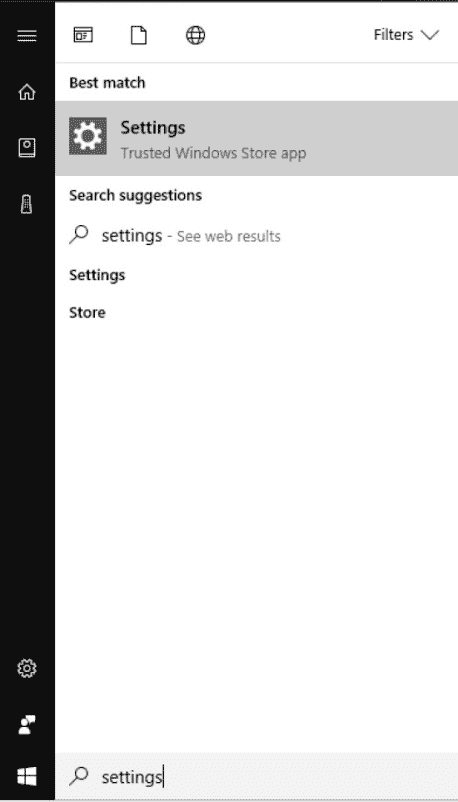 Filters
Best match
Settings
Trusted Windows Store app
Search suggestions
settings - See web results
Settings
Store
settings